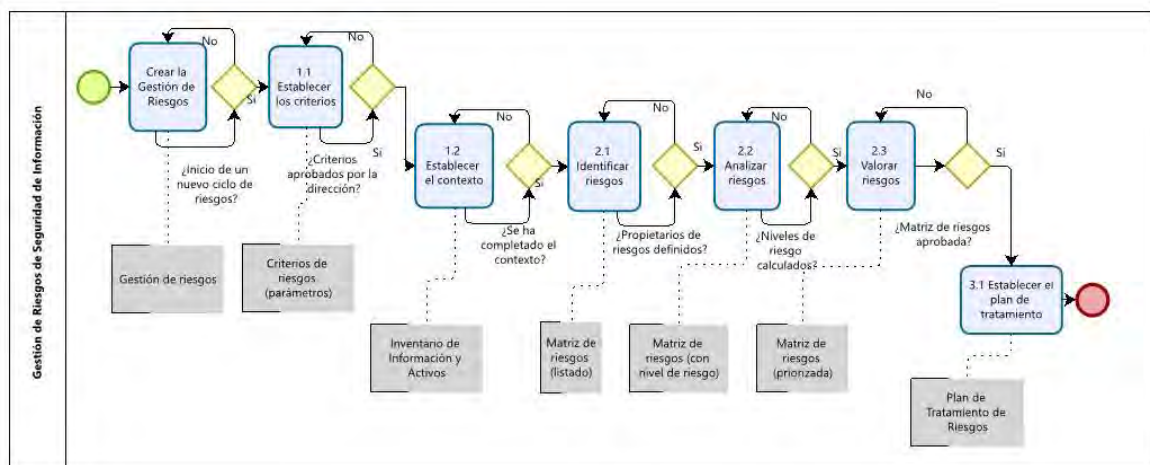 Gestión de Riesgos de Seguridad de Información
No
Crear la
Gestión de
Riesgos
Si
¿Inicio de un
nuevo ciclo de
riesgos?
Gestión de riesgos
No
1.1
Establecer
los criterios
Si
¿Criterios
aprobados por la
dirección?
Criterios de
riesgos
(parámetros)
No
1.2
Establecer
el contexto
Si
¿Se ha
completado el
contexto?
Inventario de
Información y
Activos
No
2.1
Identificar
riesgos
Si
¿Propietarios
de riesgos definidos?
Matriz de
riesgos
(listado)
No
2.2
Analizar
riesgos
Si
¿Niveles de
riesgo
calculados?
Matriz de
riesgos (con
nivel de riesgo)
No
2.3
Valorar
riesgos
Si
¿Matriz de riesgos
aprobada?
Matriz de
riesgos
(priorizada)
3.1 Establecer el
plan de
tratamiento
Plan de
Tratamiento de
Riesgos